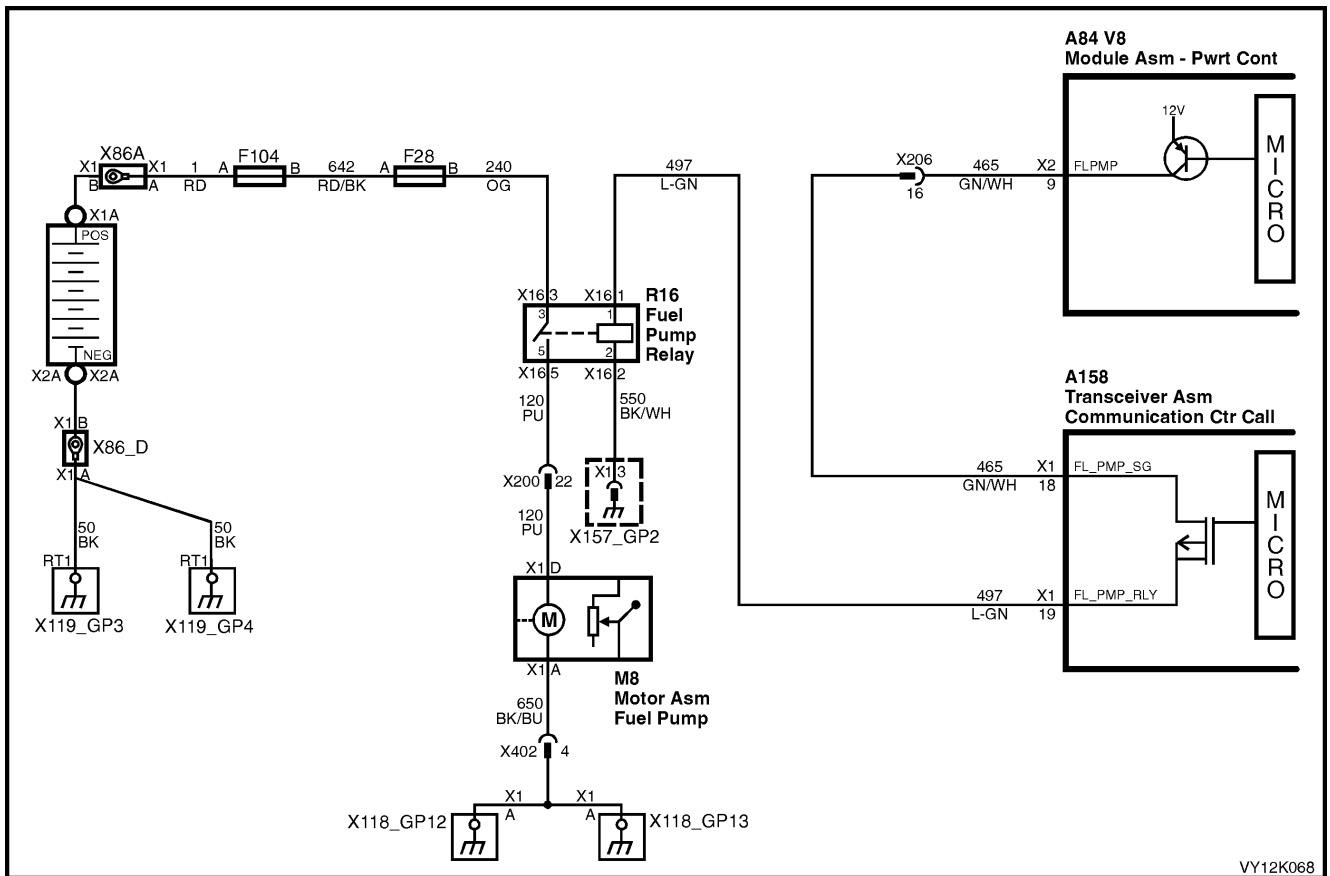 A84 V8
Module Asm - Pwrt Cont
12V
MICRO
X86A
X1
B
X1
A
1
RD
A
F104
B
642
RD/BK
A
F28
B
240
OG
497
L-GN
X206
16
465
GN/WH
X2
9
FLPMP
X1A
POS
NEG
X2A
X2A
X16 3
X16 1
3
1
5
2
R16
Fuel
Pump
Relay
X16 5
X16 2
120
PU
550
BK/WH
X1 B
X86_D
X1 A
A158
Transceiver Asm
Communication Ctr Call
465
GN/WH
X1
18
FL_PMP_SG
MICRO
X200
22
X1 3
X157_GP2
120
PU
50
BK
50
BK
RT1
RT1
X119_GP3
X119_GP4
X1 D
M
497
L-GN
X1
19
FL_PMP_RLY
X1 A
M8
Motor Asm
Fuel Pump
650
BK/BU
X402
4
X1
A
X1
A
X118_GP12
X118_GP13
VY12K068